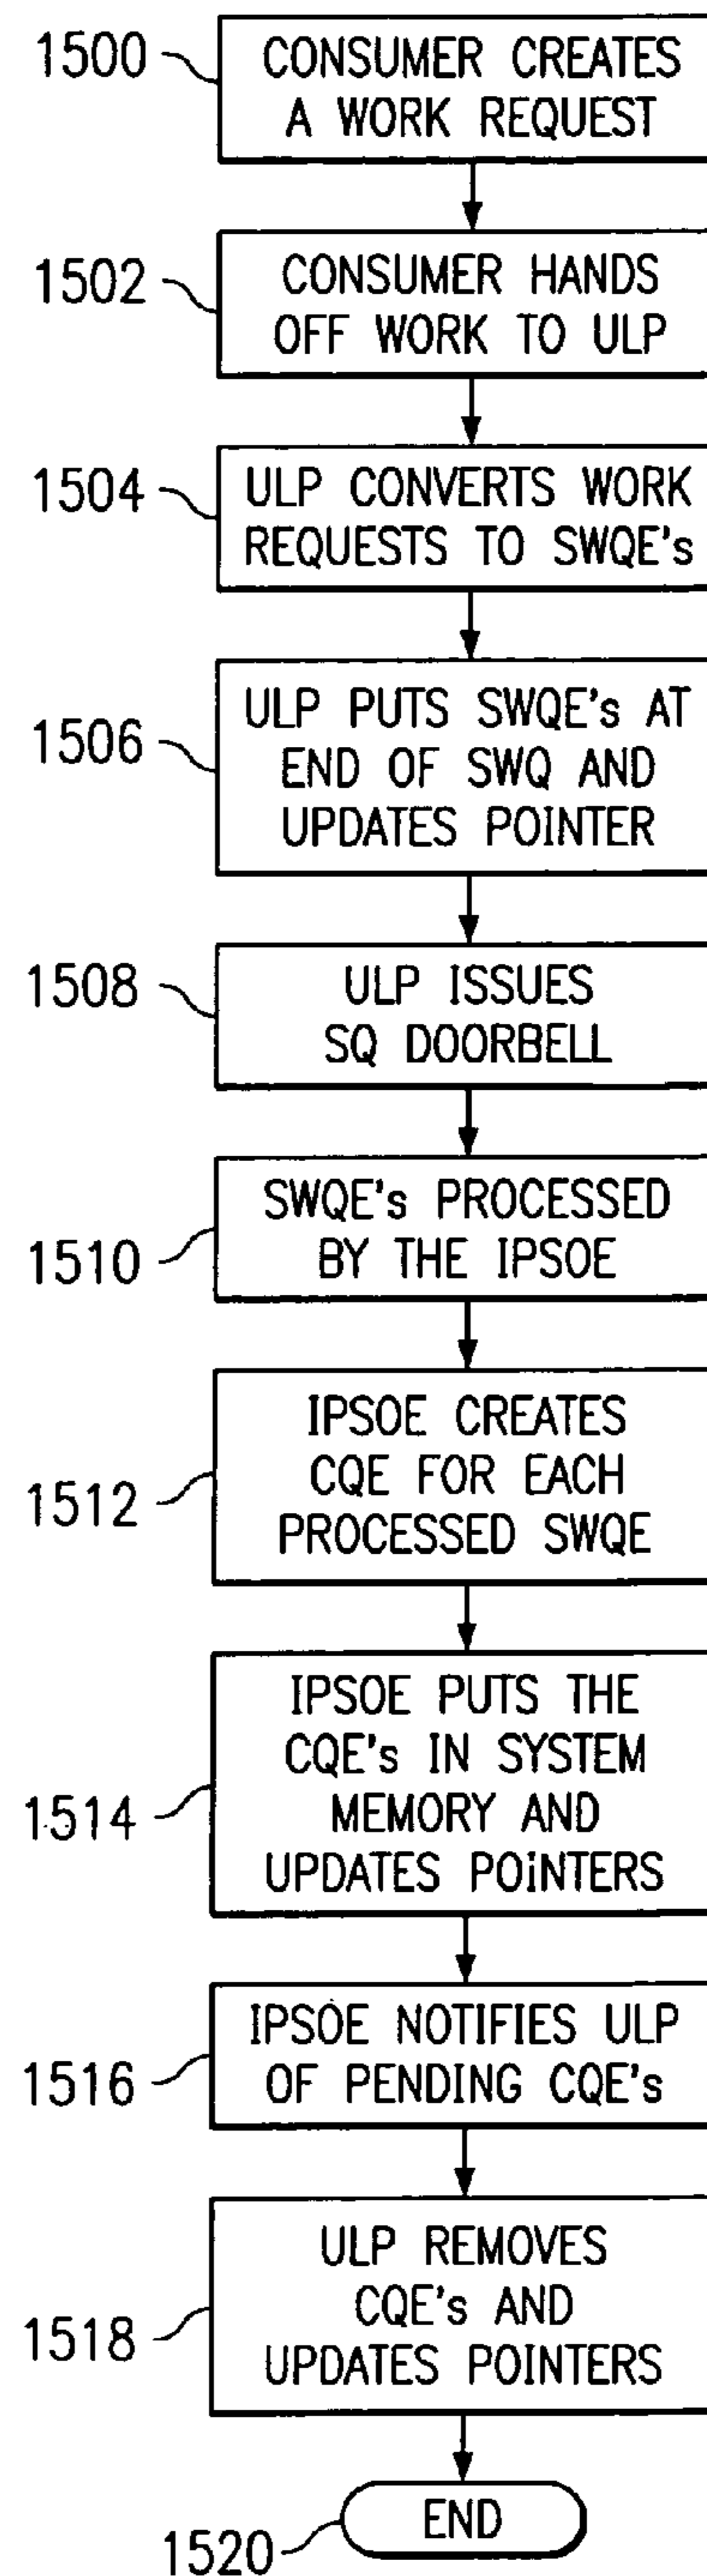 1500
CONSUMER CREATES
A WORK REQUEST
1502
CONSUMER HANDS
OFF WORK TO ULP
1504
ULP CONVERTS WORK
REQUESTS TO SWQE's
1506
ULP PUTS SWQE's AT
END OF SWQ AND
UPDATES POINTER
1508
ULP ISSUES
SQ DOORBELL
1510
SWQE's PROCESSED
BY THE IPSOE
1512
IPSOE CREATES
CQE FOR EACH
PROCESSED SWQE
1514
IPSOE PUTS THE
CQE's IN SYSTEM
MEMORY AND
UPDATES POINTERS
1516
IPSOE NOTIFIES ULP
OF PENDING CQE's
1518
ULP REMOVES
CQE's AND
UPDATES POINTERS
1520
END